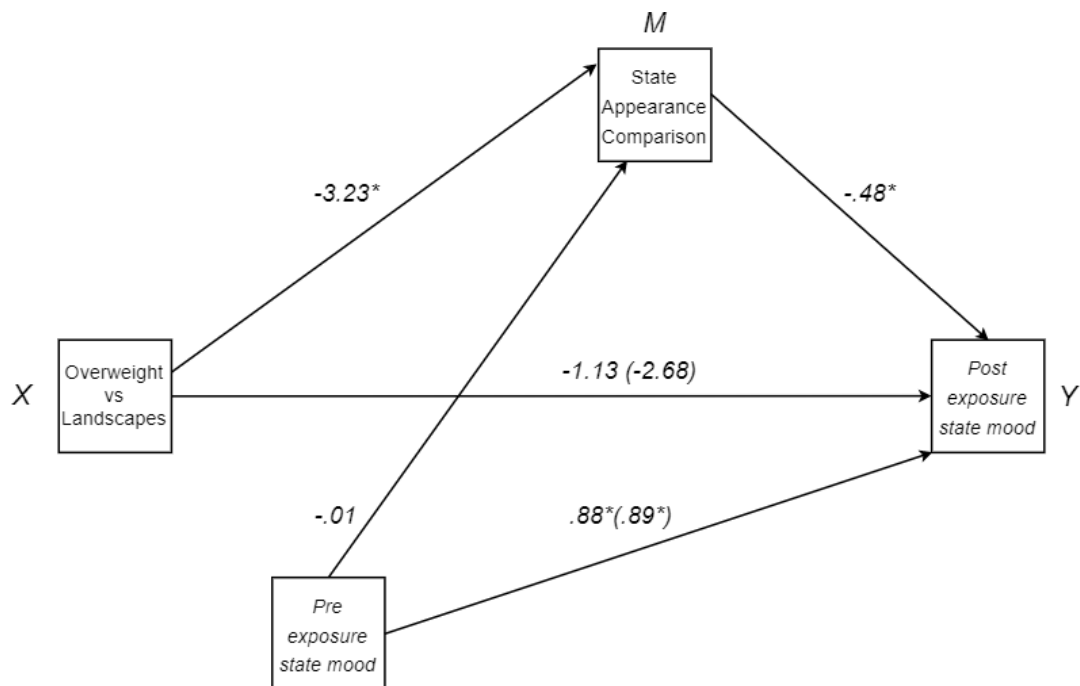 M
State
Appearance
Comparison
-3.23*
-.48*
X
Overweight
vs
Landscapes
-1.13 (-2.68)
Post
exposure
state mood
Y
-.01
.88*(.89*)
Pre
exposure
state mood